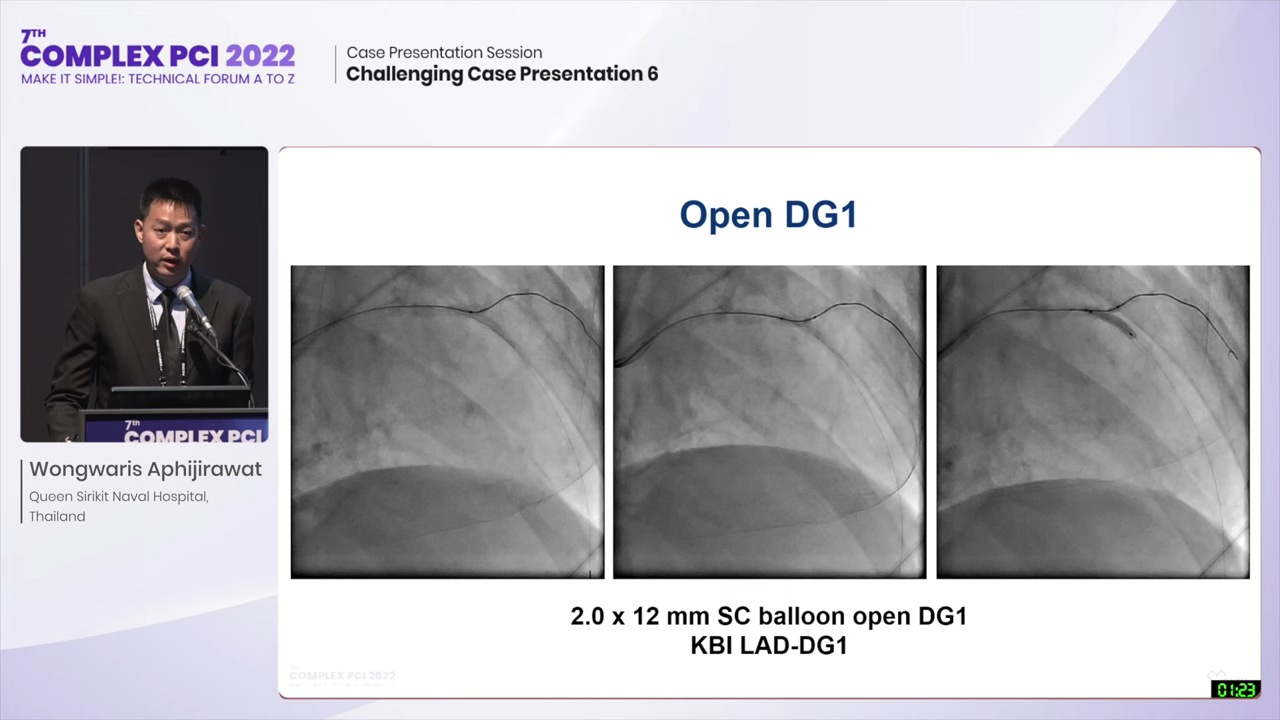 7TH
COMPLEX PCI 2022
MAKE IT SIMPLE!: TECHNICAL FORUM A TO Z
Case Presentation Session
Challenging Case Presentation 6
7th
COMPLEX PCI
Wongwaris Aphijirawat
Queen Sirikit Naval Hospital,
Thailand
Open DG1
2.0 x 12 mm SC balloon open DG1
KBI LAD-DG1
COMPLEX PCI 2022
01:23